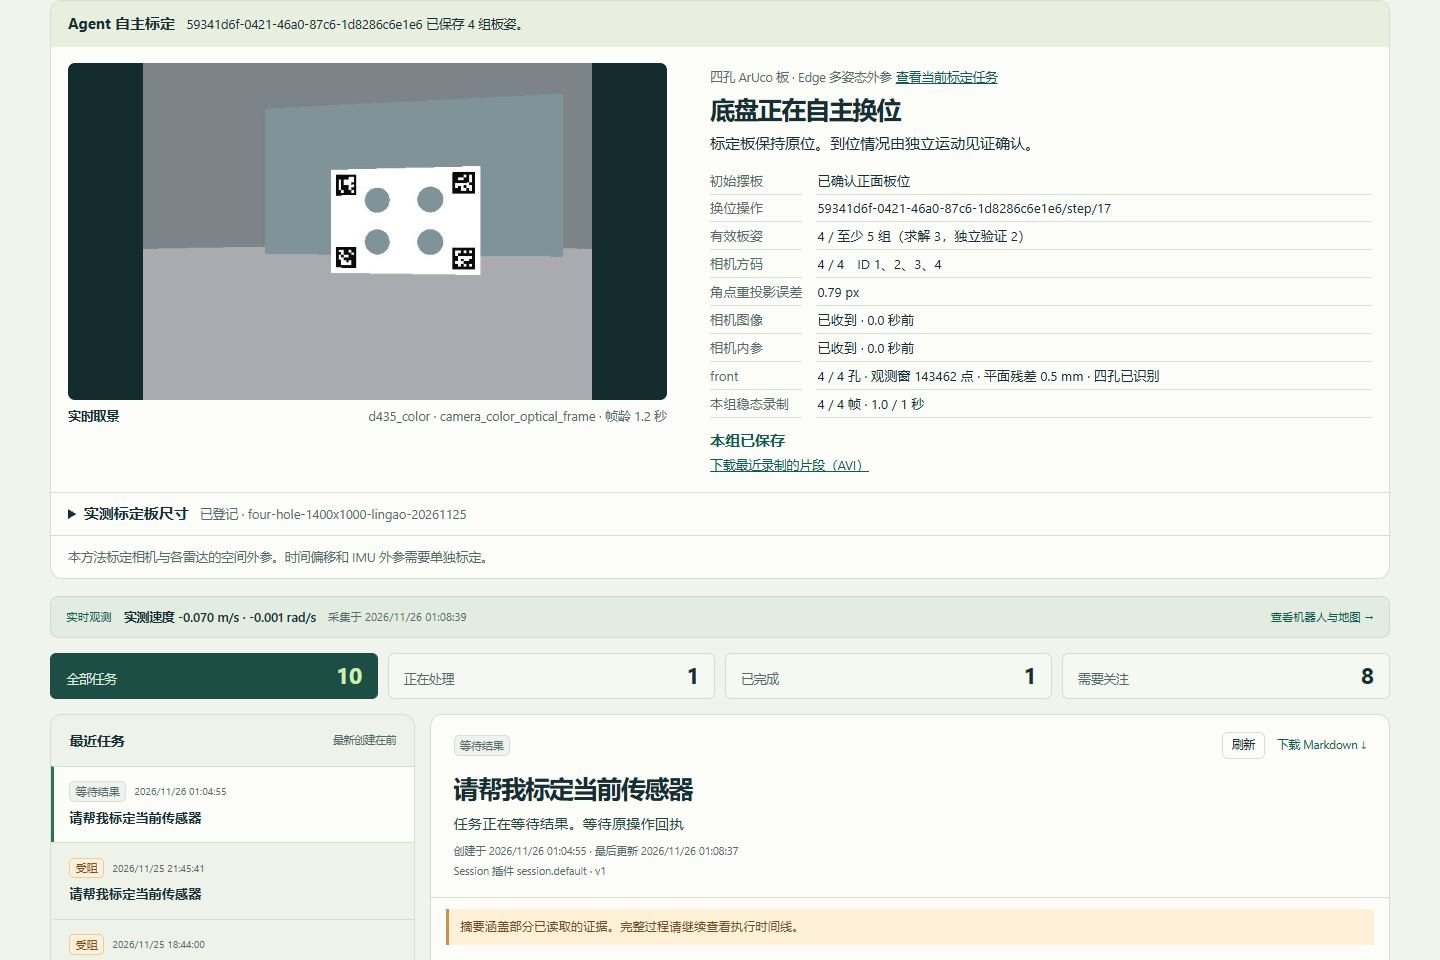 Agent 自主标定 59341d6f-0421-46a0-87c6-1d8286c6e1e6 已保存 4 组板姿。
实时取景 d435_color · camera_color_optical_frame · 帧龄 1.2 秒
四孔 ArUco 板 · Edge 多姿态外参 查看当前标定任务
底盘正在自主换位
标定板保持原位。到位情况由独立运动见证确认。
初始摆板 已确认正面板位
换位操作 59341d6f-0421-46a0-87c6-1d8286c6e1e6/step/17
有效板姿 4 / 至少 5 组（求解 3，独立验证 2）
相机方码 4 / 4 ID 1、2、3、4
角点重投影误差 0.79 px
相机图像 已收到 · 0.0 秒前
相机内参 已收到 · 0.0 秒前
front 4 / 4 孔 · 观测窗 143462 点 · 平面残差 0.5 mm · 四孔已识别
本组稳态录制 4 / 4 帧 · 1.0 / 1 秒
本组已保存
下载最近录制的片段（AVI）
▶ 实测标定板尺寸 已登记 · four-hole-1400x1000-lingao-20261125
本方法标定相机与各雷达的空间外参。时间偏移和 IMU 外参需要单独标定。
实时观测 实测速度 -0.070 m/s · -0.001 rad/s 采集于 2026/11/26 01:08:39 查看机器人与地图 →
全部任务 10
正在处理 1
已完成 1
需要关注 8
最近任务 最新创建在前
等待结果 2026/11/26 01:04:55
请帮我标定当前传感器
受阻 2026/11/25 21:45:41
请帮我标定当前传感器
受阻 2026/11/25 18:44:00
等待结果 刷新 下载 Markdown ↓
请帮我标定当前传感器
任务正在等待结果。等待原操作回执
创建于 2026/11/26 01:04:55 · 最后更新 2026/11/26 01:08:37
Session 插件 session.default · v1
摘要涵盖部分已读取的证据。完整过程请继续查看执行时间线。